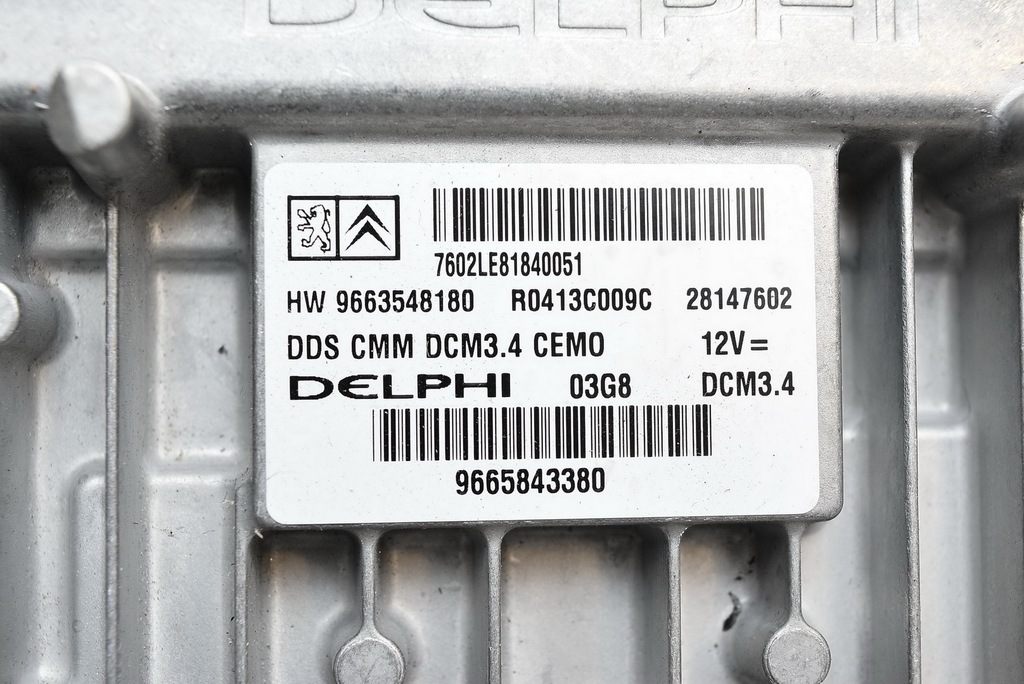 DELPHI
7602LE81840051
HW 9663548180 R0413C009C 28147602
DDS CMM DCM3.4 CEMO 12V=
DELPHI 03G8 DCM3.4
9665843380